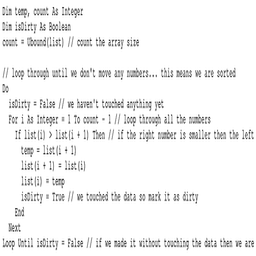 Dim temp, count As Integer
Dim isDirty As Boolean
count = Ubound(list) // count the array size
// loop through until we don't move any numbers... this means we are sorted
Do
isDirty = False // we haven't touched anything yet
For i As Integer = 1 To count - 1 // loop through all the numbers
If list(i) > list(i + 1) Then // if the right number is smaller then the left
temp = list(i + 1)
list(i + 1) = list(i)
list(i) = temp
isDirty = True // we touched the data so mark it as dirty
End
Next
Loop Until isDirty = False // if we made it without touching the data then we are